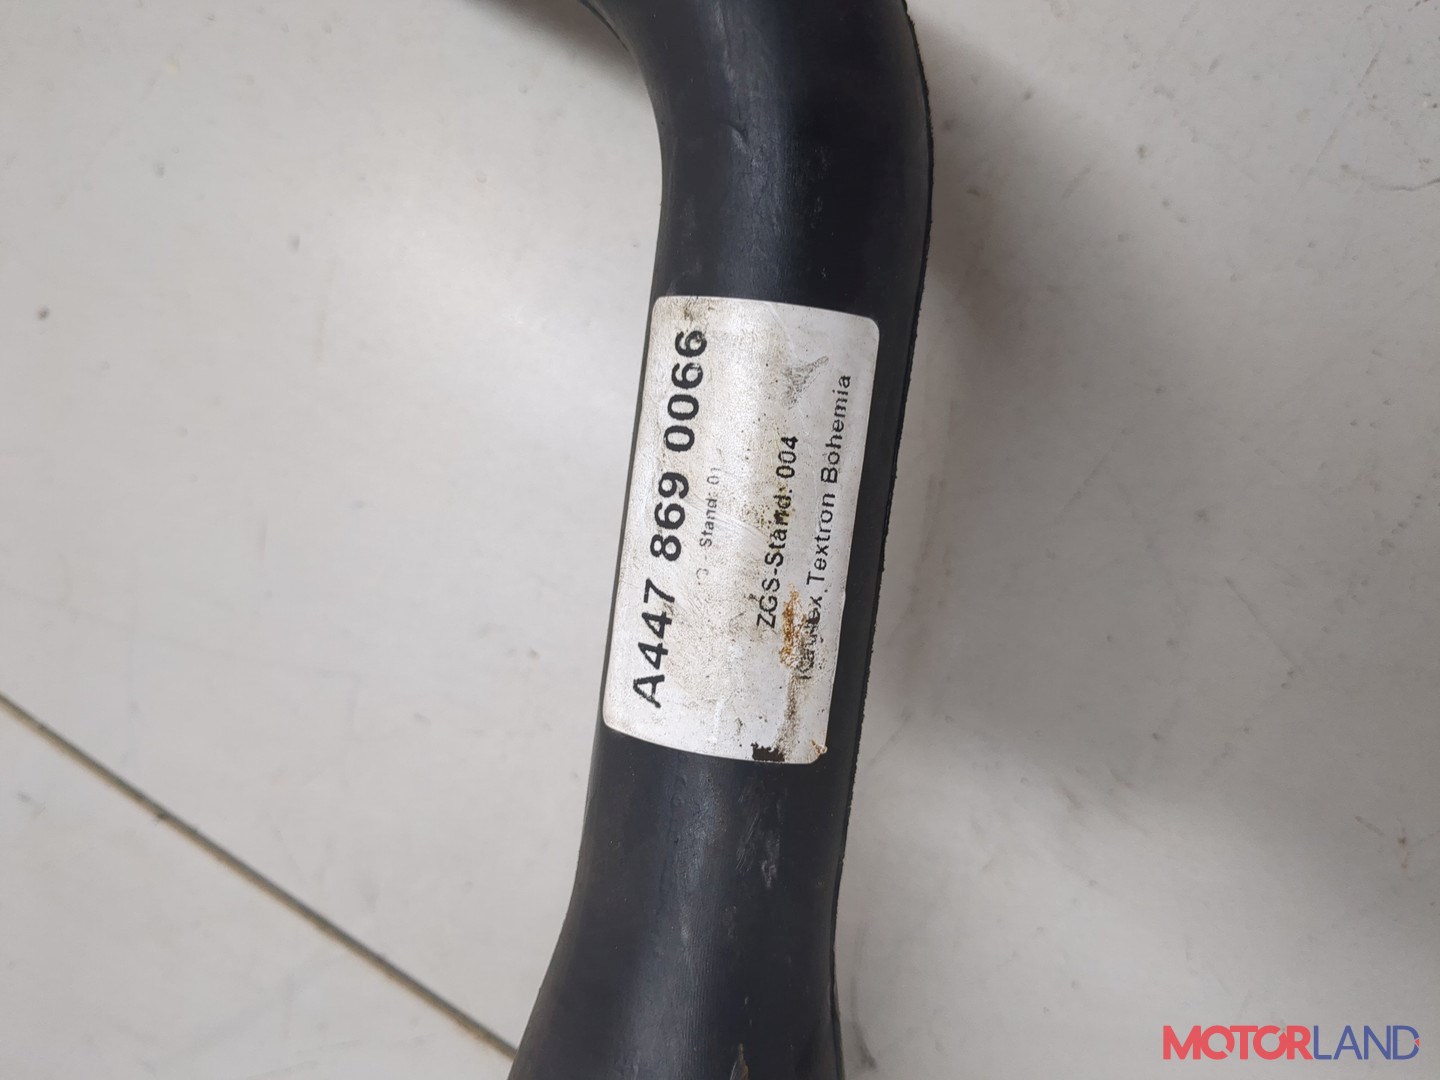 A447 869 0066
Stand: 01
ZGS-Stand: 004
Textron Bohemia
MOTORLAND